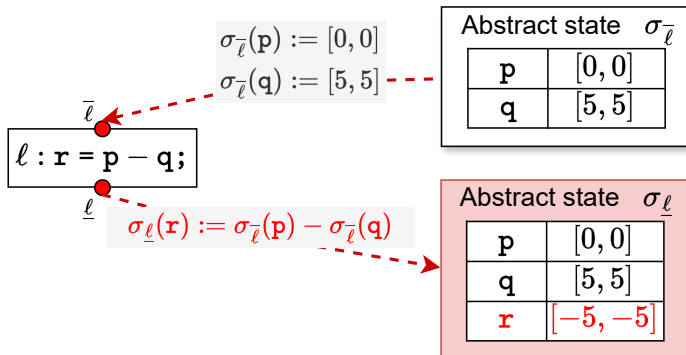 σ_ℓ̅(p) := [0, 0]
σ_ℓ̅(q) := [5, 5]
Abstract state σ_ℓ̅
p [0, 0]
q [5, 5]
ℓ̅
ℓ : r = p − q;
ℓ̲
σ_ℓ̲(r) := σ_ℓ̅(p) − σ_ℓ̅(q)
Abstract state σ_ℓ̲
p [0, 0]
q [5, 5]
r [−5, −5]